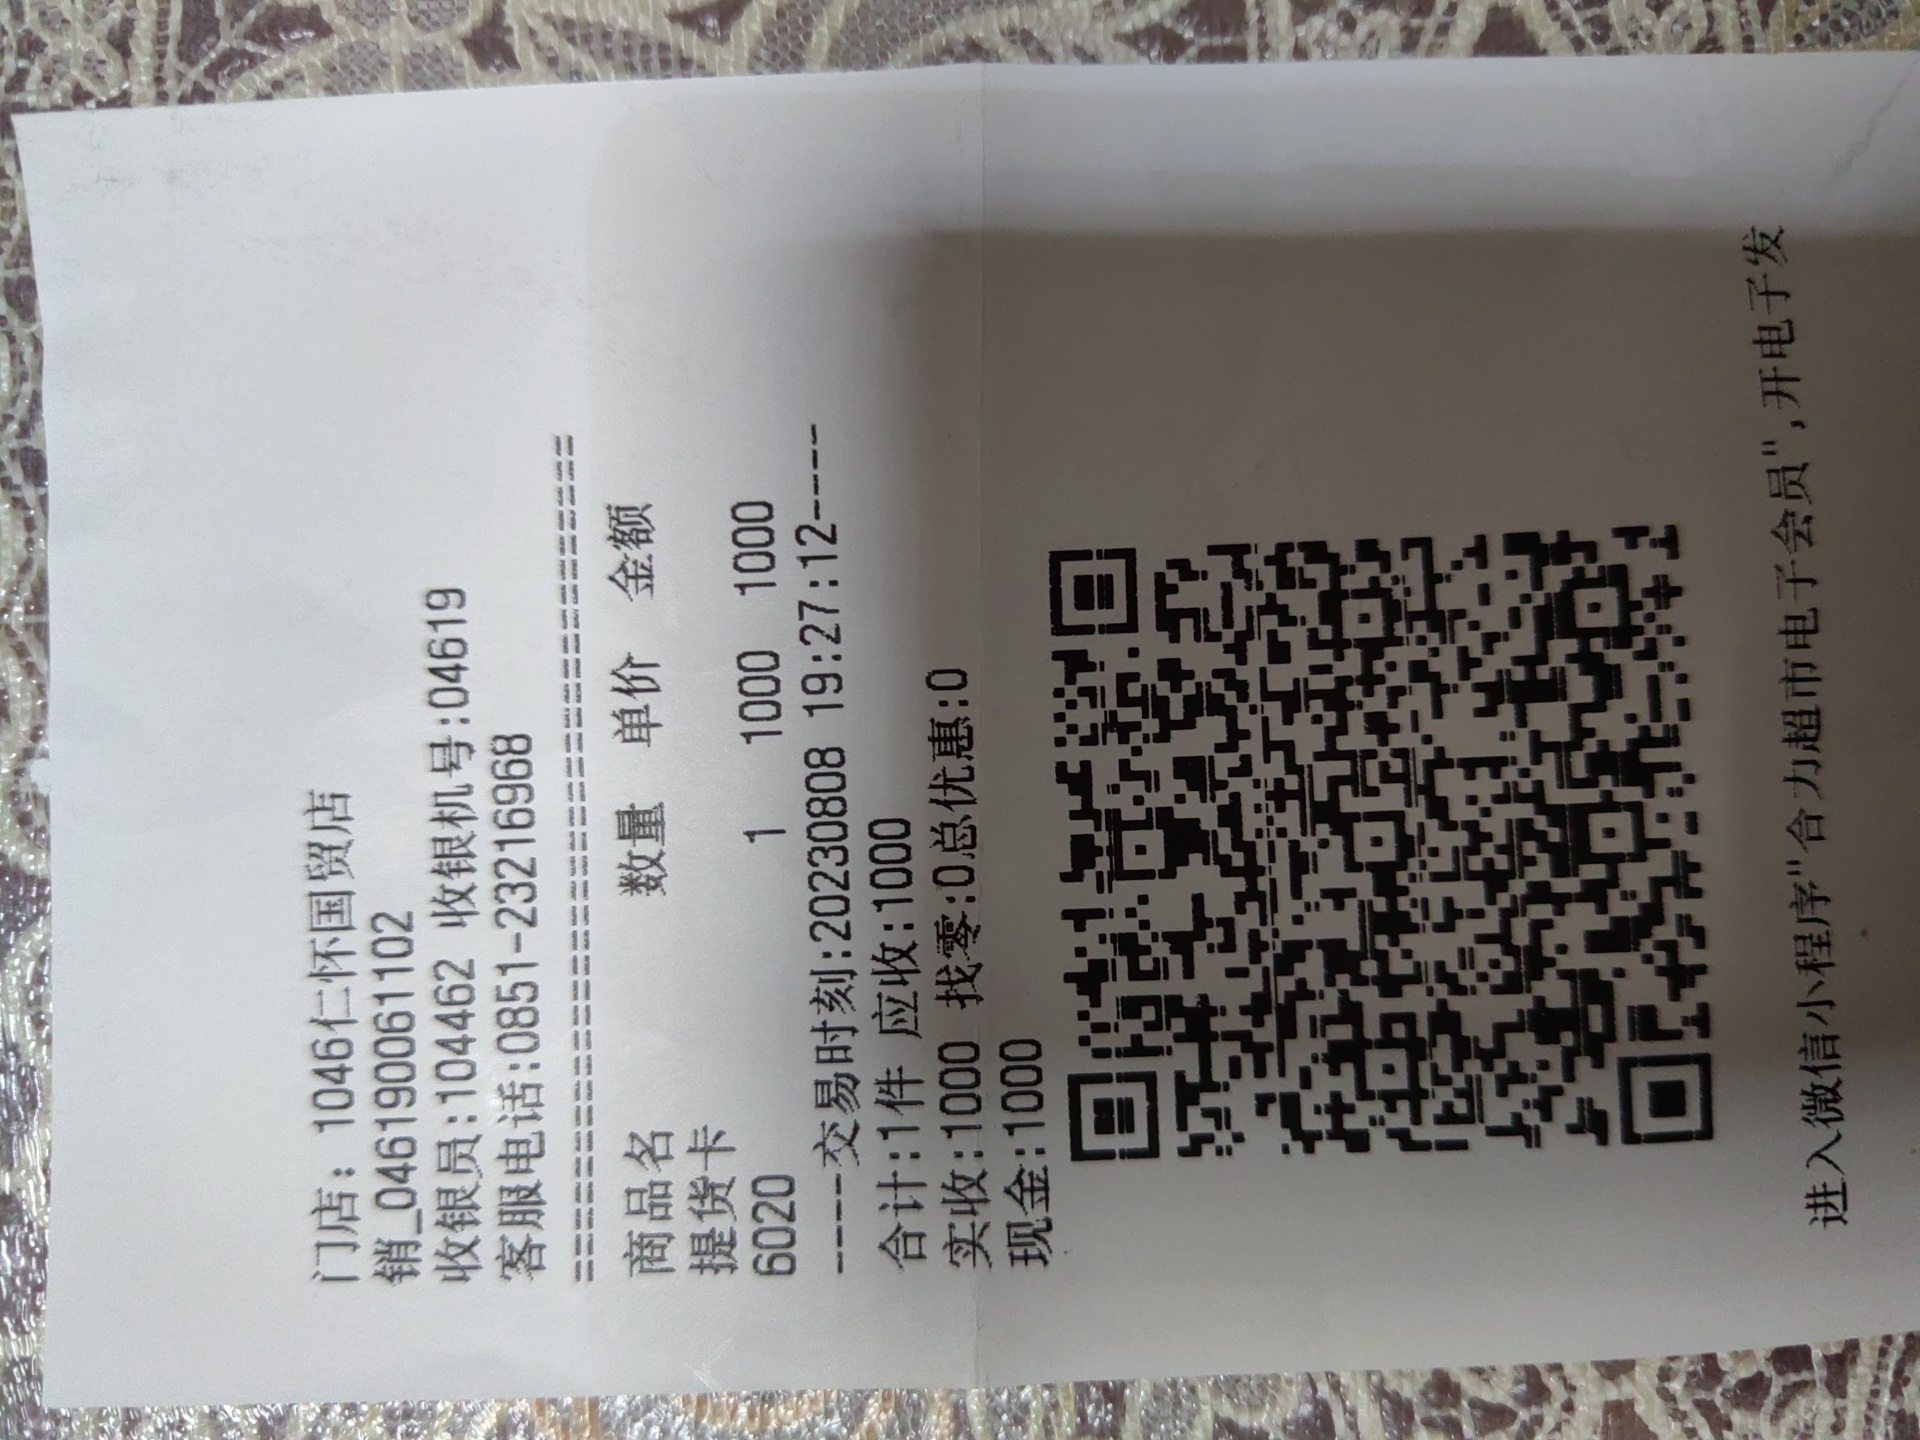 门店: 1046仁怀国贸店
销_046190061102
收银员:104462 收银机号:04619
客服电话:0851-23216968
商品名 数量 单价 金额
提货卡
6020 1 1000 1000
----交易时刻:20230808 19:27:12----
合计:1件 应收:1000
实收:1000 找零:0总优惠:0
现金:1000
进入微信小程序"合力超市电子会员",开电子发